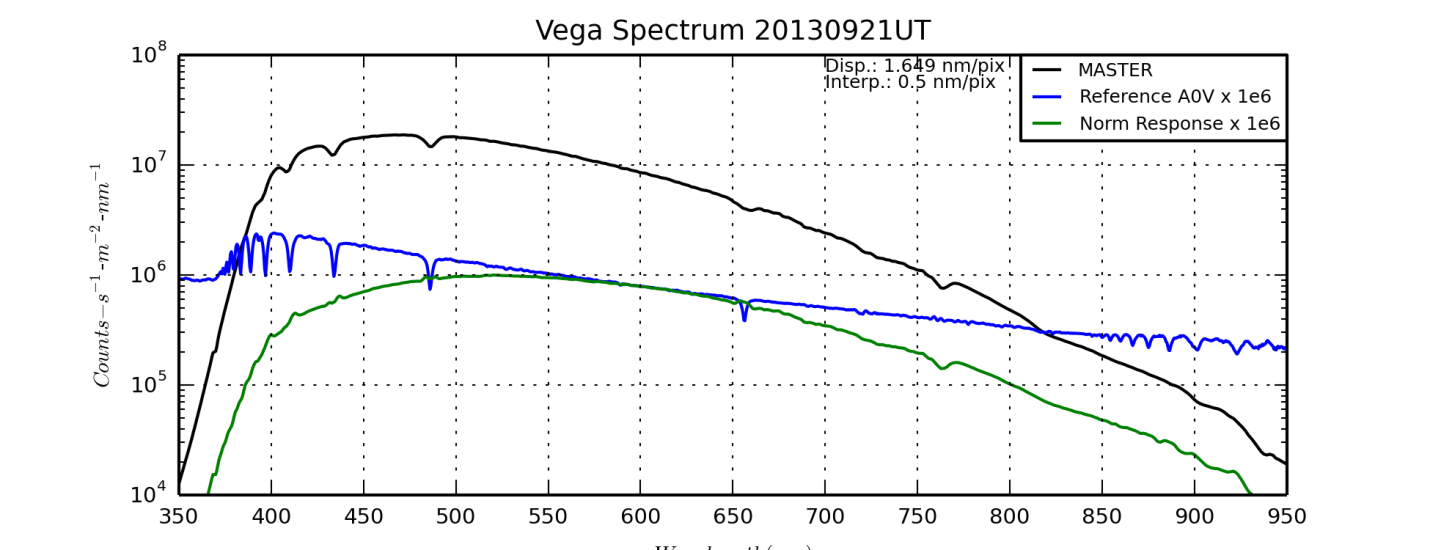 Vega Spectrum 20130921UT
10^8
10^7
10^6
10^5
10^4
Counts−s^−1-m^−2-nm^−1
Disp.: 1.649 nm/pix
Interp.: 0.5 nm/pix
MASTER
Reference A0V x 1e6
Norm Response x 1e6
350 400 450 500 550 600 650 700 750 800 850 900 950